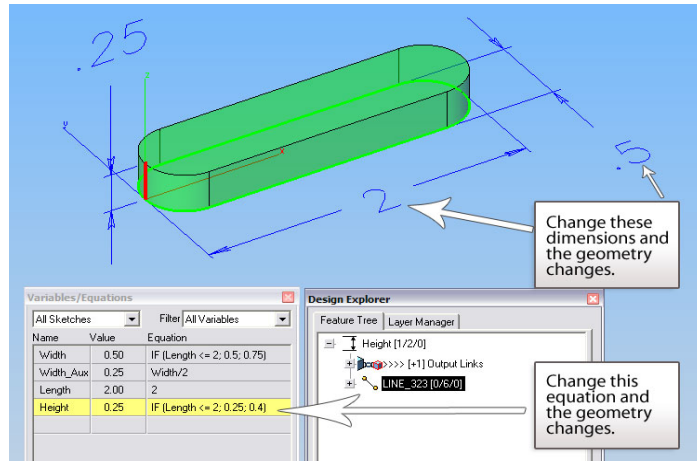 .25
z
y
x
2
.5
Change these
dimensions and
the geometry
changes.
Variables/Equations
All Sketches Filter All Variables
Name Value Equation
Width 0.50 IF (Length <= 2; 0.5; 0.75)
Width_Aux 0.25 Width/2
Length 2.00 2
Height 0.25 IF (Length <= 2; 0.25; 0.4)
Design Explorer
Feature Tree Layer Manager
Height [1/2/0]
>>>> [+1] Output Links
LINE_323 [0/6/0]
Change this
equation and
the geometry
changes.